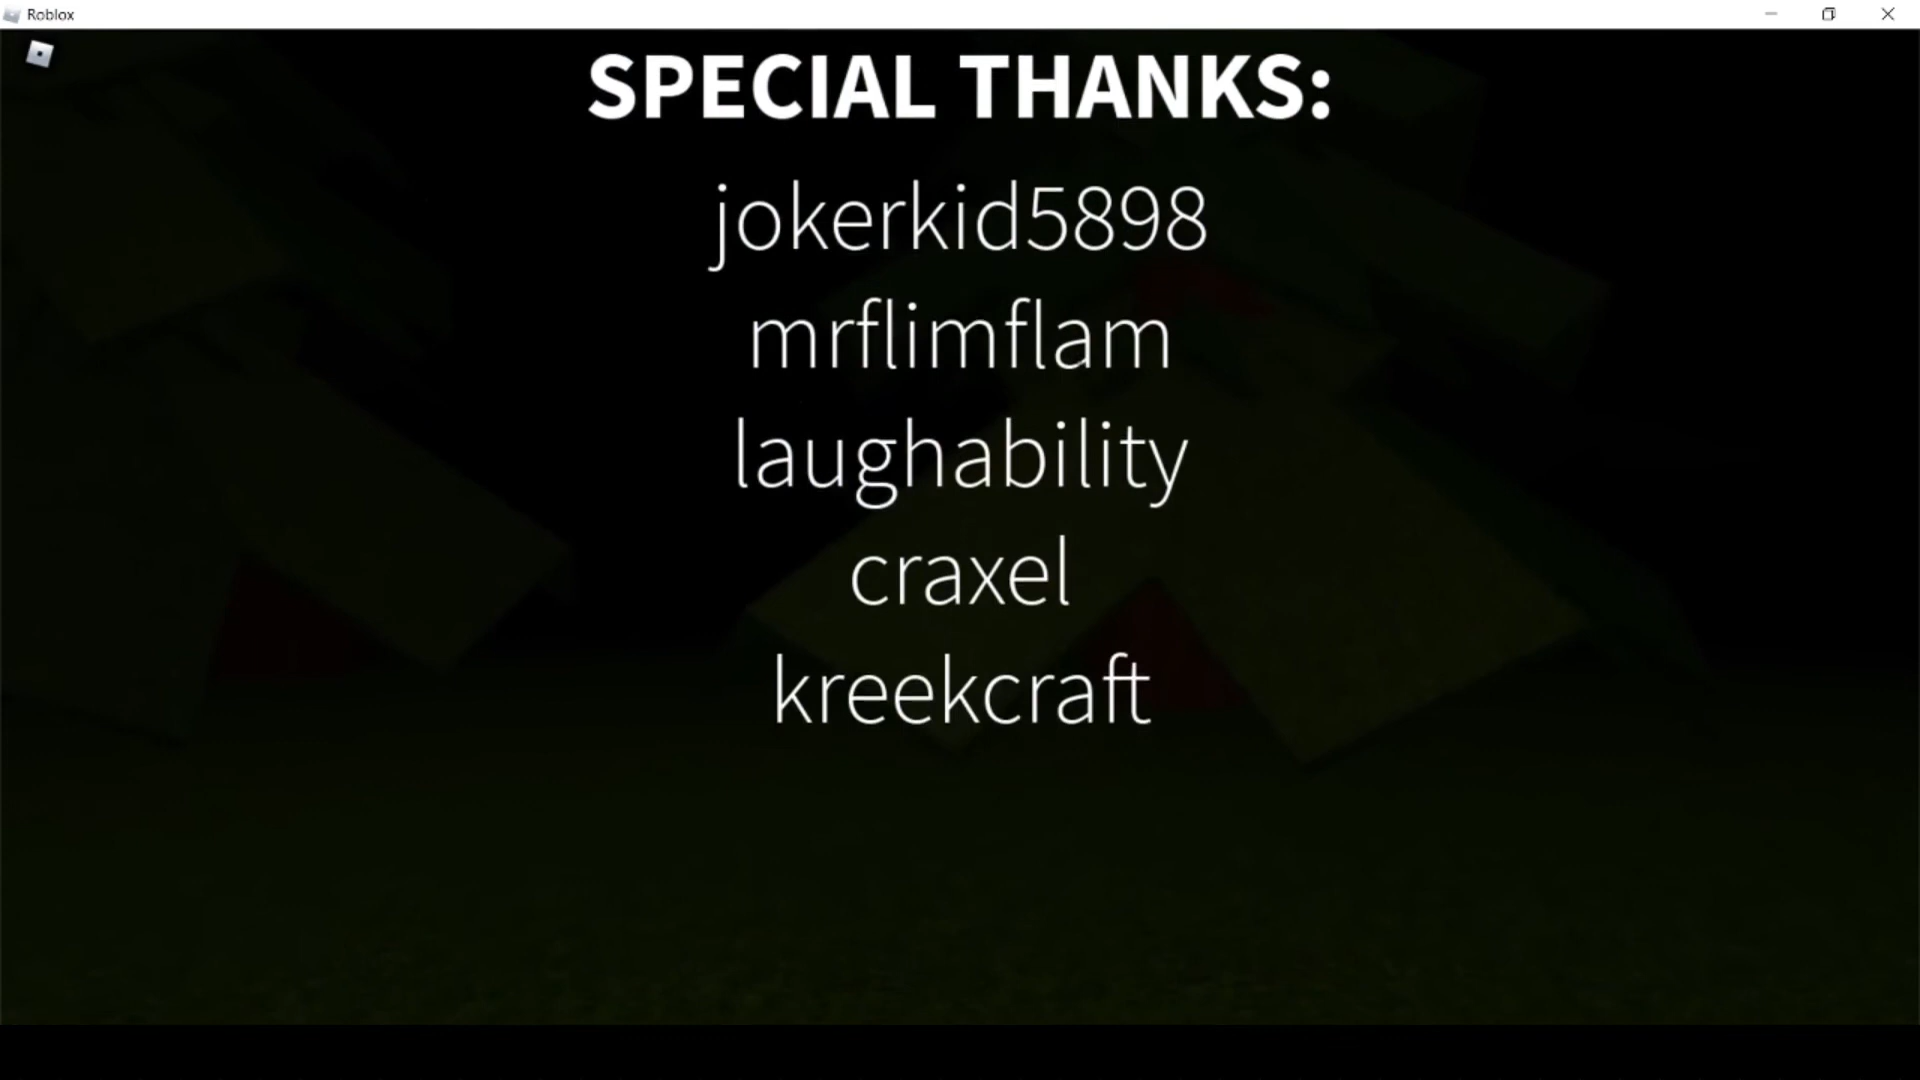 Roblox
SPECIAL THANKS:
jokerkid5898
mrflimflam
laughability
craxel
kreekcraft